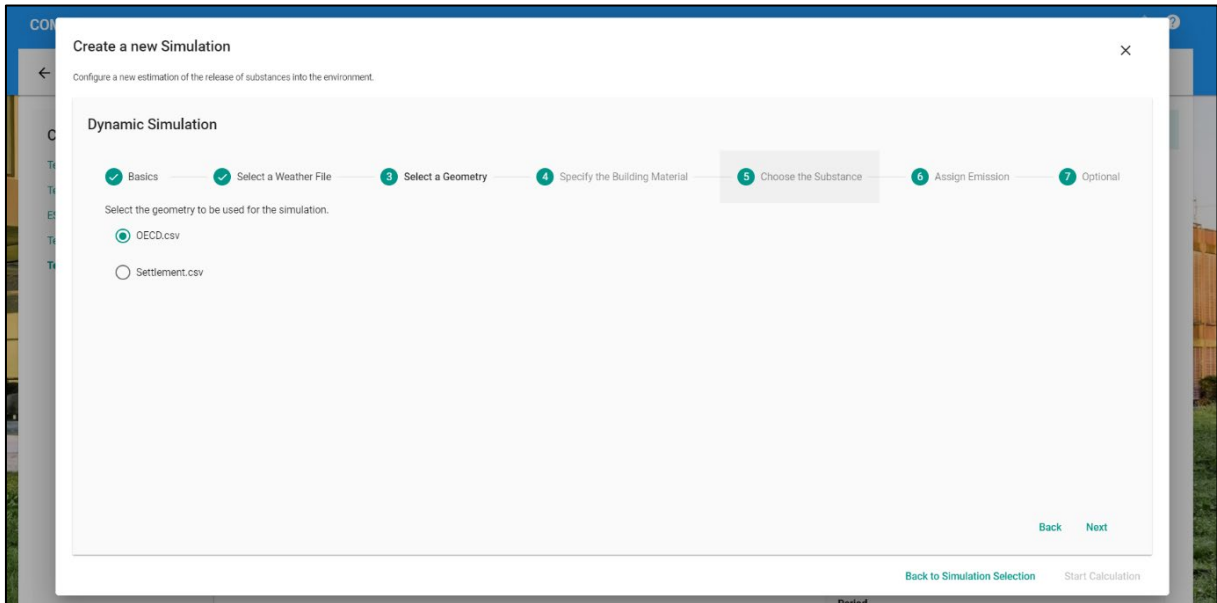 CON
Create a new Simulation
Configure a new estimation of the release of substances into the environment.
Dynamic Simulation
Basics
Select a Weather File
3 Select a Geometry
4 Specify the Building Material
5 Choose the Substance
6 Assign Emission
7 Optional
Select the geometry to be used for the simulation.
OECD.csv
Settlement.csv
Back Next
Back to Simulation Selection Start Calculation
Period